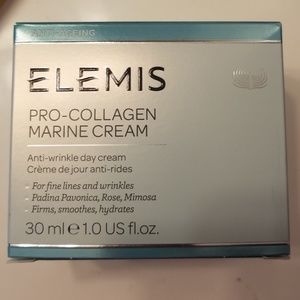 ANTI-AGEING
ELEMIS
PRO-COLLAGEN
MARINE CREAM
Anti-wrinkle day cream
Crème de jour anti-rides
- For fine lines and wrinkles
- Padina Pavonica, Rose, Mimosa
- Firms, smoothes, hydrates
30 ml e 1.0 US fl.oz.